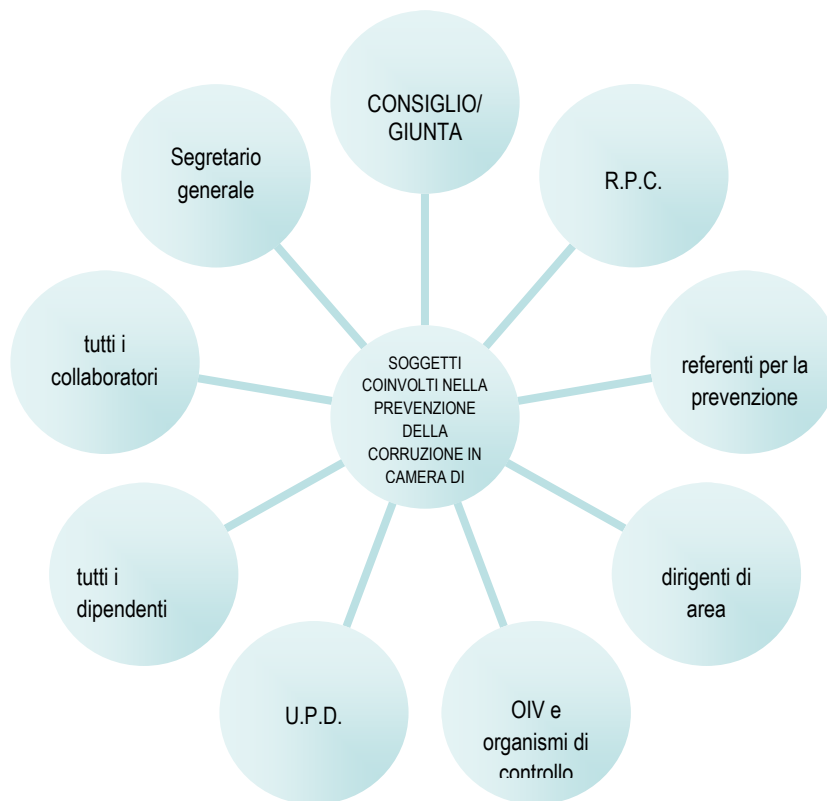 CONSIGLIO/
GIUNTA
R.P.C.
referenti per la
prevenzione
dirigenti di
area
OIV e
organismi di
controllo
U.P.D.
tutti i
dipendenti
tutti i
collaboratori
Segretario
generale
SOGGETTI
COINVOLTI NELLA
PREVENZIONE
DELLA
CORRUZIONE IN
CAMERA DI